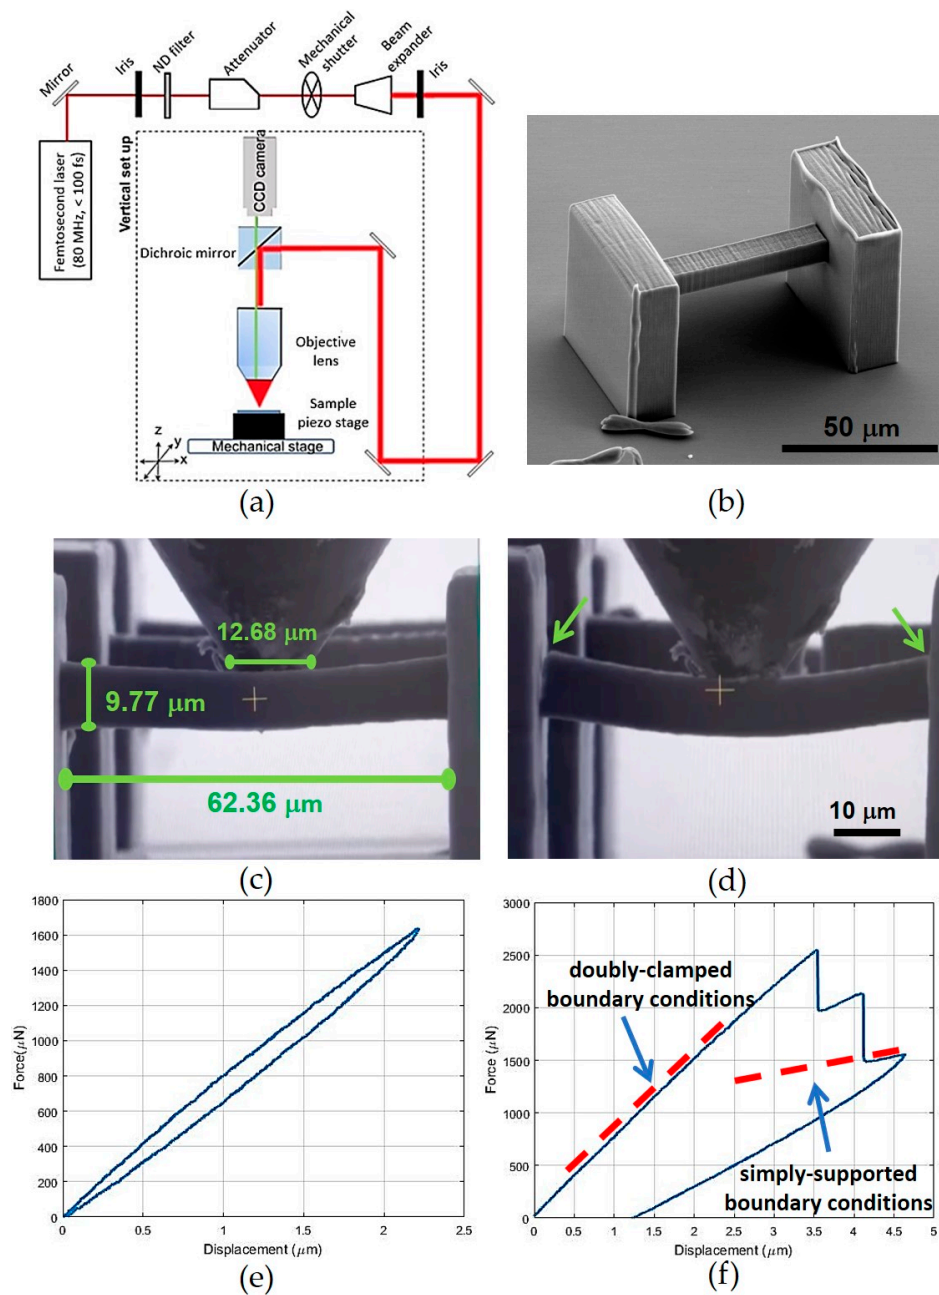 Mirror
Iris
ND filter
Attenuator
Mechanical
shutter
Beam
expander
Iris
Femtosecond laser
(80 MHz, < 100 fs)
Vertical set up
CCD camera
Dichroic mirror
Objective
lens
Sample
piezo stage
Mechanical stage
z
y
x
(a)
50 μm
(b)
12.68 μm
9.77 μm
62.36 μm
(c)
10 μm
(d)
1800
1600
1400
1200
1000
800
600
400
200
0
Force(μN)
0
0.5
1
1.5
2
2.5
Displacement (μm)
(e)
3000
2500
2000
1500
1000
500
0
Force (μN)
doubly-clamped
boundary conditions
simply-supported
boundary conditions
0
0.5
1
1.5
2
2.5
3
3.5
4
4.5
5
Displacement (μm)
(f)